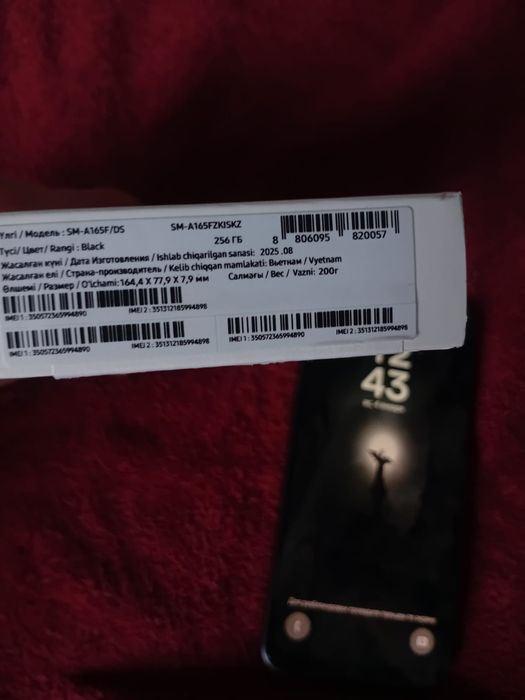 Үлгі / Модель : SM-A165F/DS SM-A165FZKISKZ
Түсі/ Цвет/ Rangi : Black 256 ГБ
8 806095 820057
Жасалған күні / Дата Изготовления / Ishlab chiqarilgan sanasi: 2025 .08
Жасалған елі / Страна-производитель / Kelib chiqqan mamlakati: Вьетнам / Vyetnam
Өлшемі / Размер / O'lchami: 164,4 X 77,9 X 7,9 мм Салмағы / Вес / Vazni: 200г
IMEI 1 : 350572365994890 IMEI 2 : 351312185994898
IMEI 1 : 350572365994890 IMEI 2 : 351312185994898
IMEI 1 : 350572365994890 IMEI 2 : 351312185994898
43